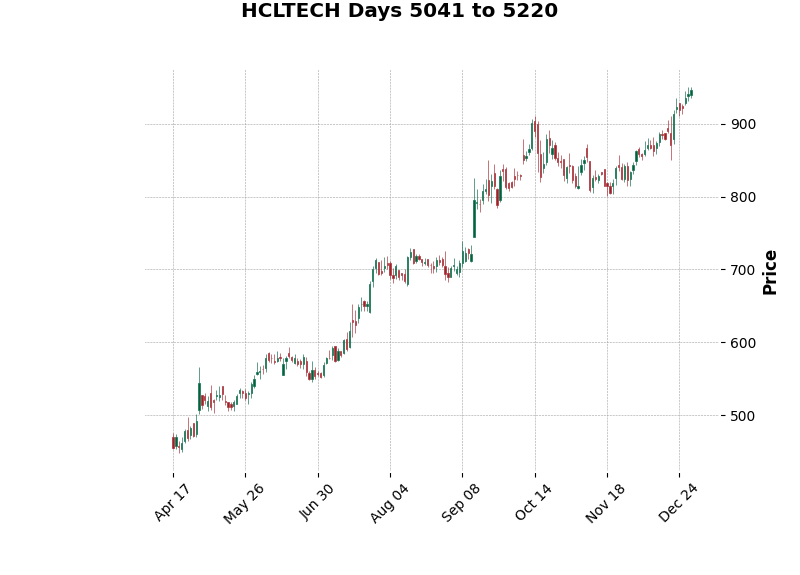 HCLTECH Days 5041 to 5220
900
800
700
600
500
Price
Apr 17
May 26
Jun 30
Aug 04
Sep 08
Oct 14
Nov 18
Dec 24